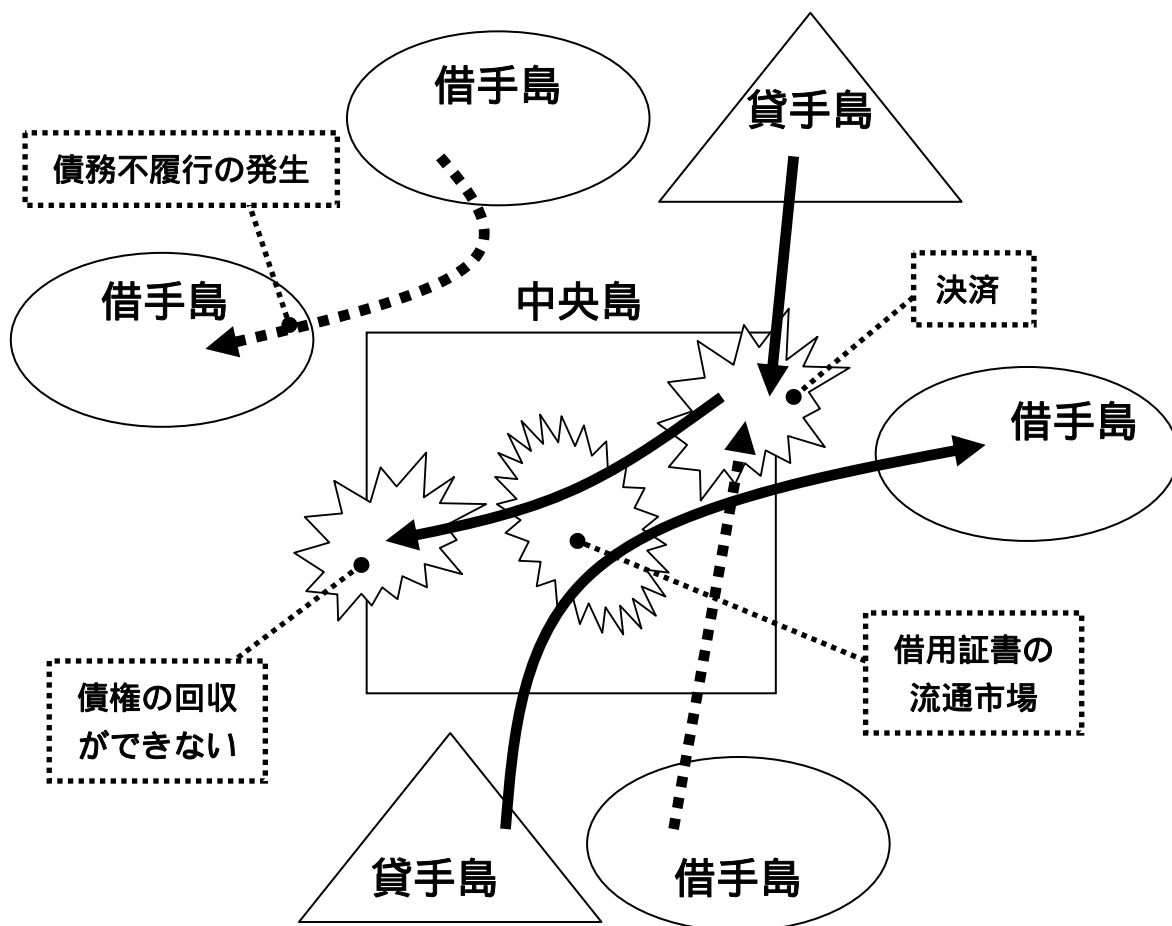 借手島
貸手島
債務不履行の発生
借手島
中央島
決済
借手島
借用証書の
流通市場
債権の回収
ができない
貸手島
借手島